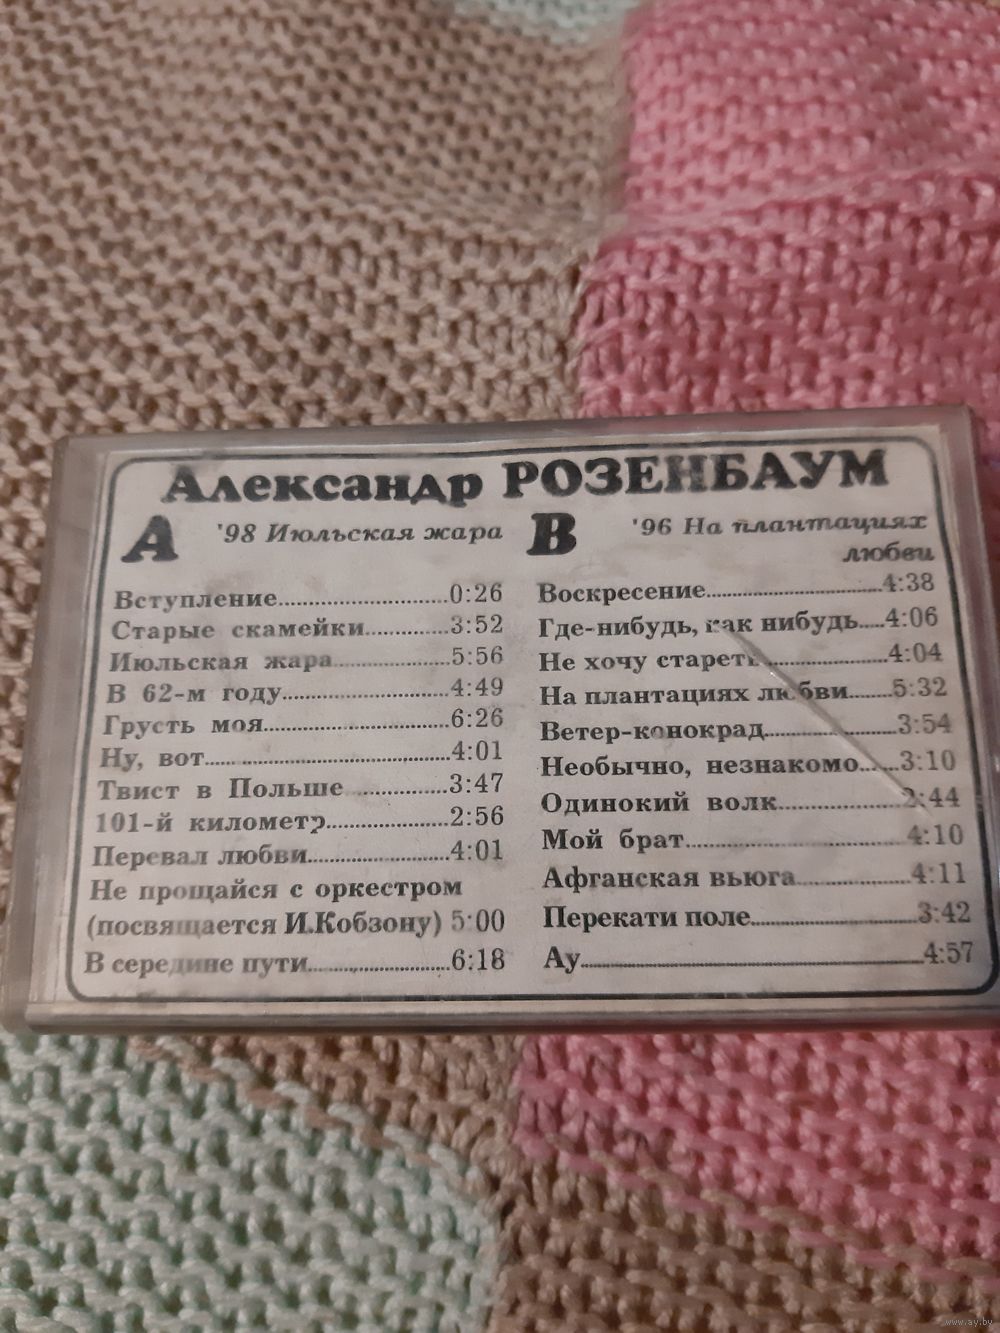 Александр РОЗЕНБАУМ
A '98 Июльская жара
Вступление..........0:26
Старые скамейки..........3:52
Июльская жара..........5:56
В 62-м году..........4:49
Грусть моя..........6:26
Ну, вот..........4:01
Твист в Польше..........3:47
101-й километр..........2:56
Перевал любви..........4:01
Не прощайся с оркестром
(посвящается И.Кобзону) 5:00
В середине пути..........6:18
B '96 На плантациях
любви
Воскресение..........4:38
Где-нибудь, как нибудь.....4:06
Не хочу стареть..........4:04
На плантациях любви.......5:32
Ветер-конокрад..........3:54
Необычно, незнакомо......3:10
Одинокий волк..........2:44
Мой брат..........4:10
Афганская вьюга..........4:11
Перекати поле..........3:42
Ау..........4:57
www.ay.by